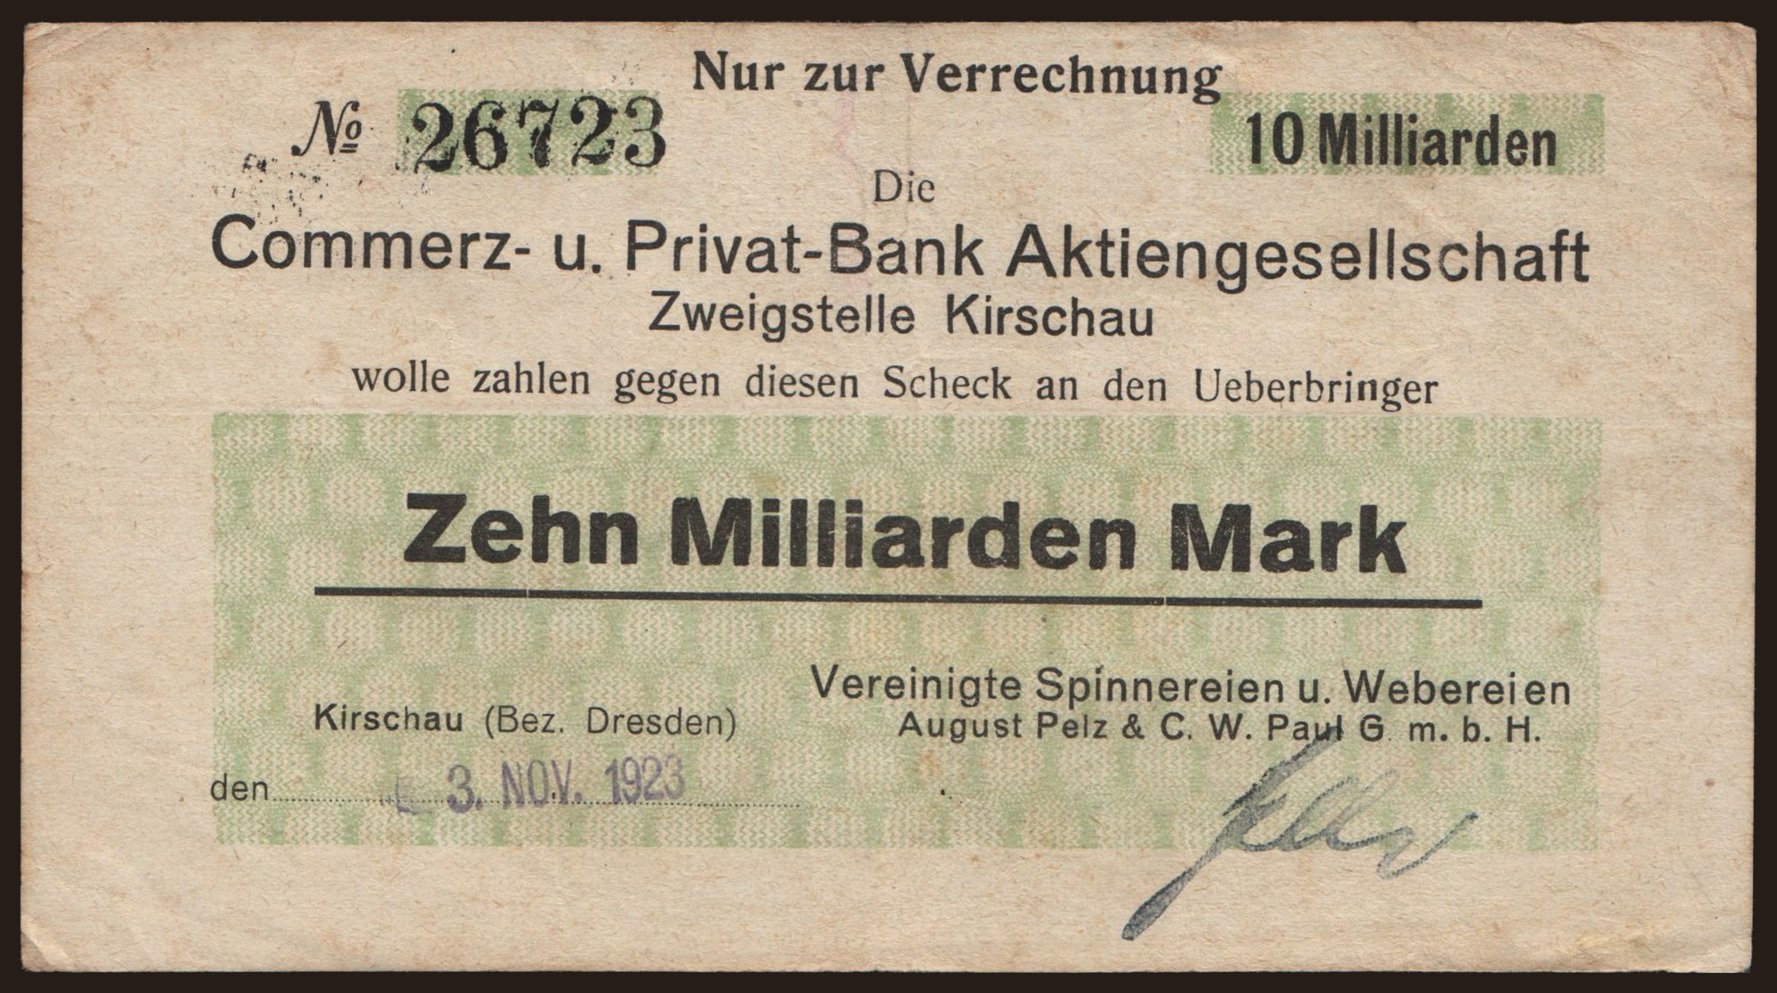 Nur zur Verrechnung
№ 26723
10 Milliarden
Die
Commerz- u. Privat-Bank Aktiengesellschaft
Zweigstelle Kirschau
wolle zahlen gegen diesen Scheck an den Ueberbringer
Zehn Milliarden Mark
Vereinigte Spinnereien u. Webereien
August Pelz & C. W. Paul G. m. b. H.
Kirschau (Bez. Dresden)
den 3. NOV. 1923